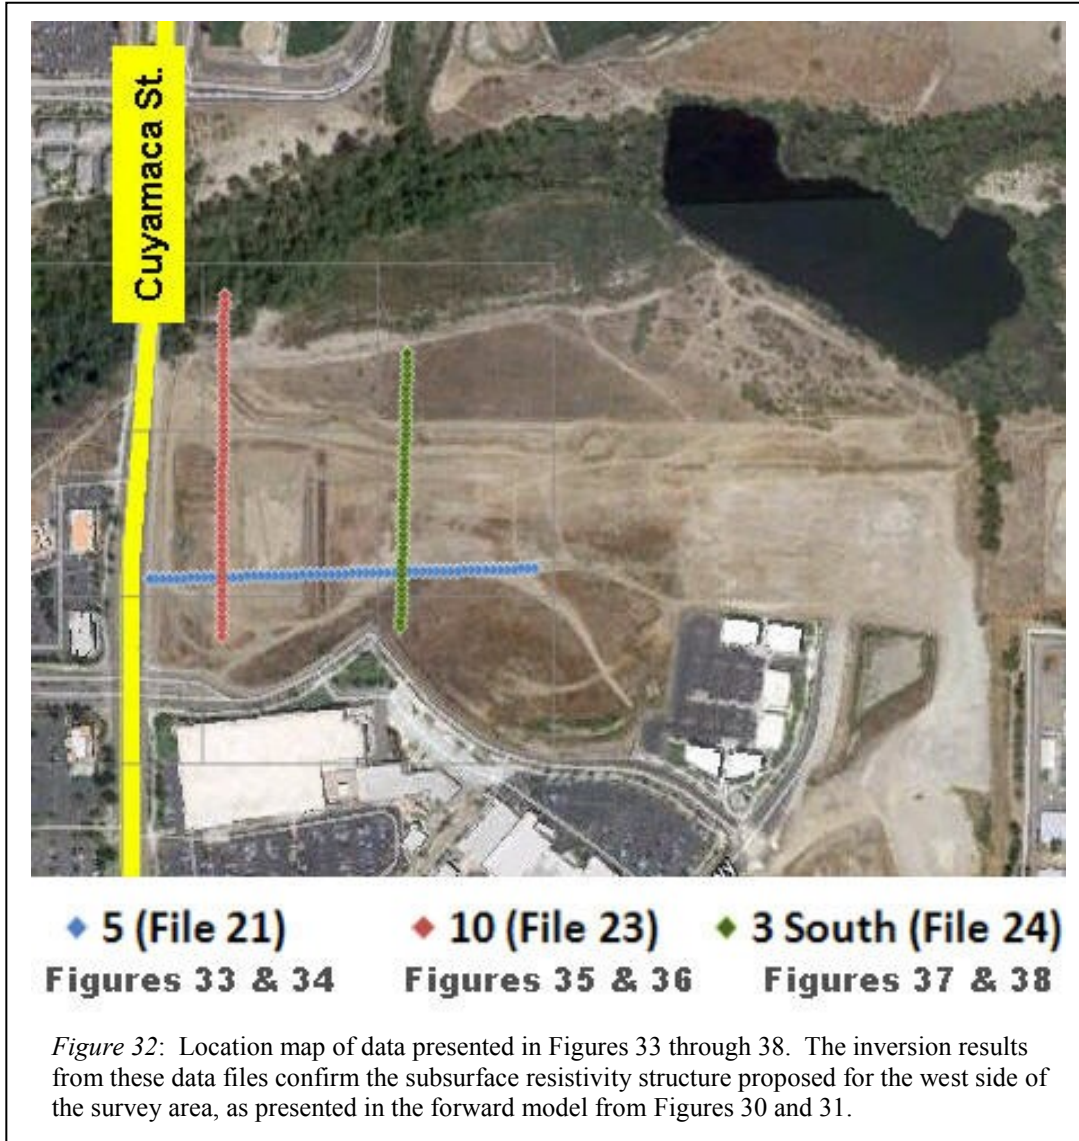 Cuyamaca St.
5 (File 21) 10 (File 23) 3 South (File 24)
Figures 33 & 34 Figures 35 & 36 Figures 37 & 38
Figure 32: Location map of data presented in Figures 33 through 38. The inversion results
from these data files confirm the subsurface resistivity structure proposed for the west side of
the survey area, as presented in the forward model from Figures 30 and 31.